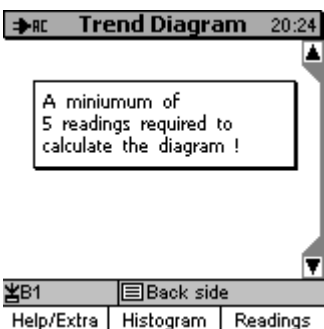 AC Trend Diagram 20:24
A miniumum of
5 readings required to
calculate the diagram !
B1 Back side
Help/Extra Histogram Readings